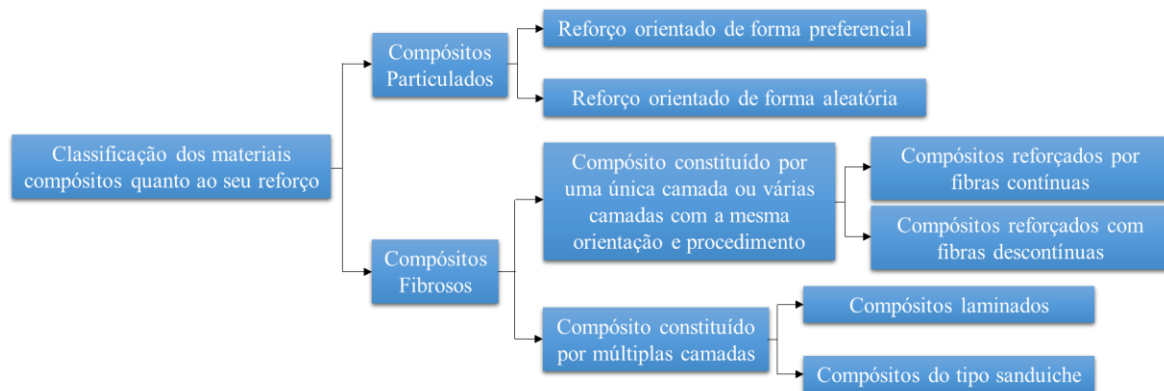 Classificação dos materiais
compósitos quanto ao seu reforço
Compósitos
Particulados
Reforço orientado de forma preferencial
Reforço orientado de forma aleatória
Compósitos
Fibrosos
Compósito constituído por
uma única camada ou várias
camadas com a mesma
orientação e procedimento
Compósitos reforçados por
fibras contínuas
Compósitos reforçados com
fibras descontínuas
Compósito constituído
por múltiplas camadas
Compósitos laminados
Compósitos do tipo sanduiche